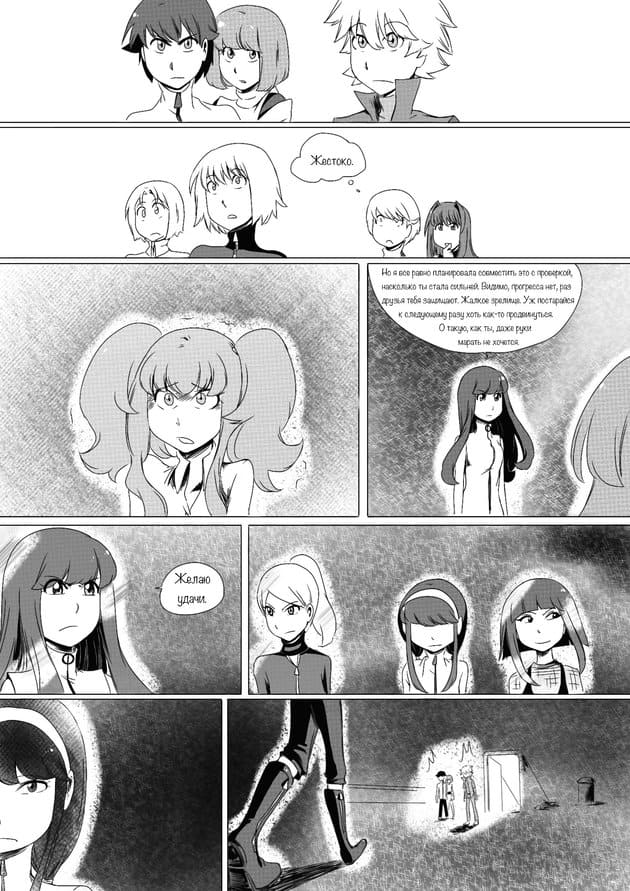 Жестоко.
Но я все равно планировала совместить это с проверкой,
насколько ты стала сильней. Видимо, прогресса нет, раз
друзья тебя защищают. Жалкое зрелище. Уж постарайся
к следующему разу хоть как-то продвинуться.
О такую, как ты, даже руки
марать не хочется.
Желаю
удачи.